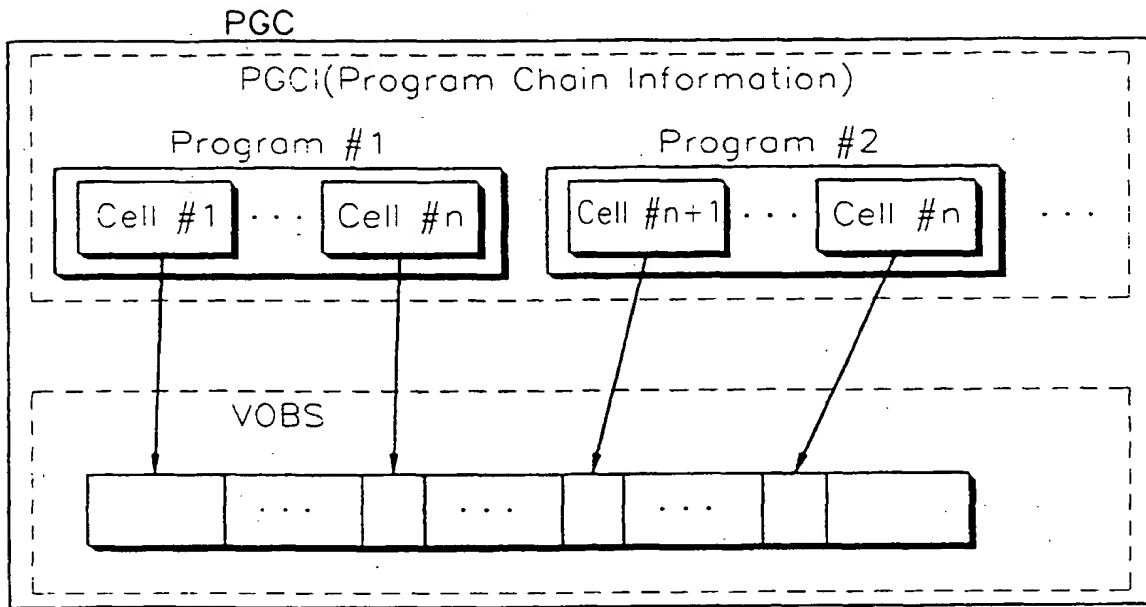 PGC
PGCI(Program Chain Information)
Program #1
Program #2
Cell #1 ··· Cell #n
Cell #n+1 ··· Cell #n ···
VOBS
··· ··· ···